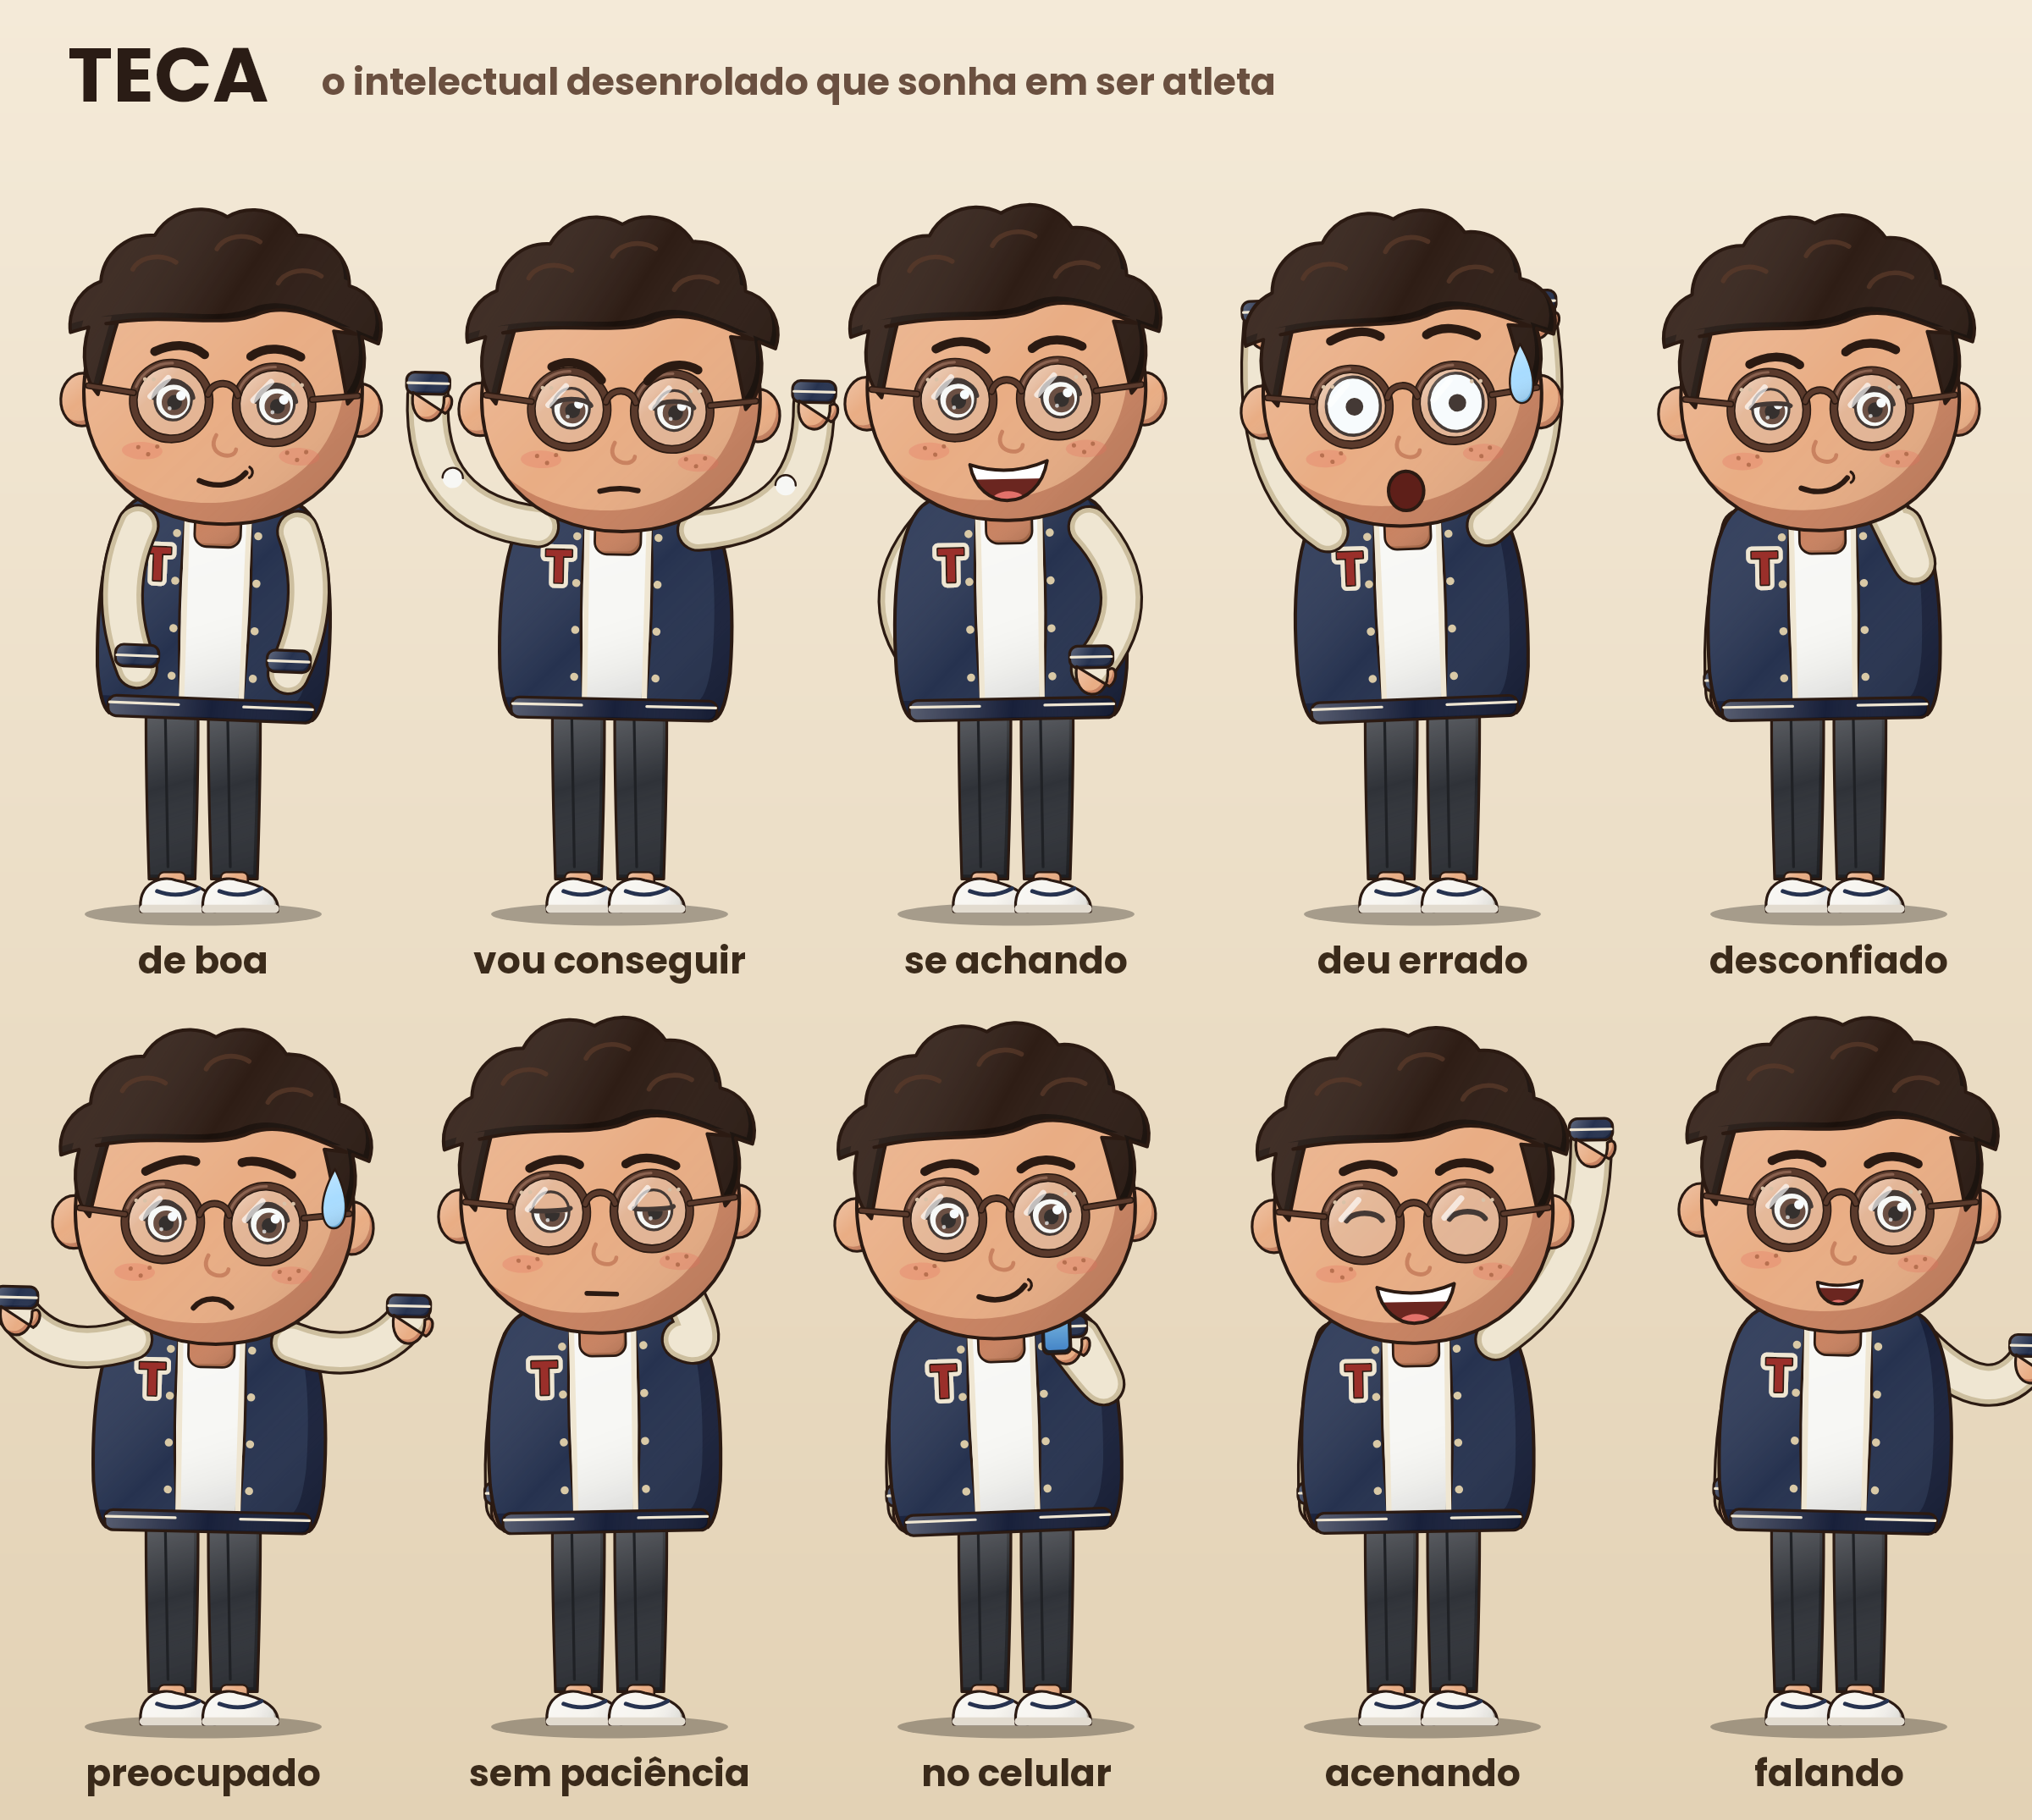 TECA
o intelectual desenrolado que sonha em ser atleta
T T T T T
de boa
vou conseguir
se achando
deu errado
desconfiado
T T T T T
preocupado
sem paciência
no celular
acenando
falando